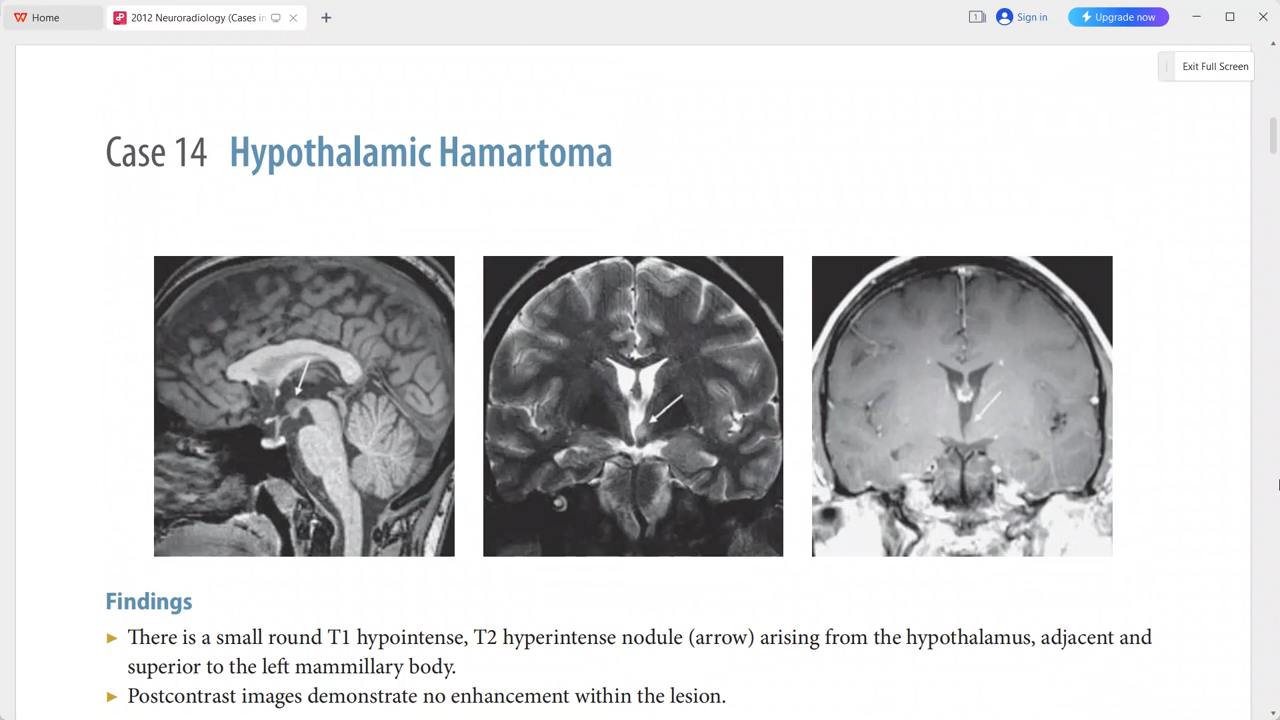 Home
2012 Neuroradiology (Cases in
Sign in
Upgrade now
Exit Full Screen
Case 14 Hypothalamic Hamartoma
Findings
► There is a small round T1 hypointense, T2 hyperintense nodule (arrow) arising from the hypothalamus, adjacent and
superior to the left mammillary body.
► Postcontrast images demonstrate no enhancement within the lesion.